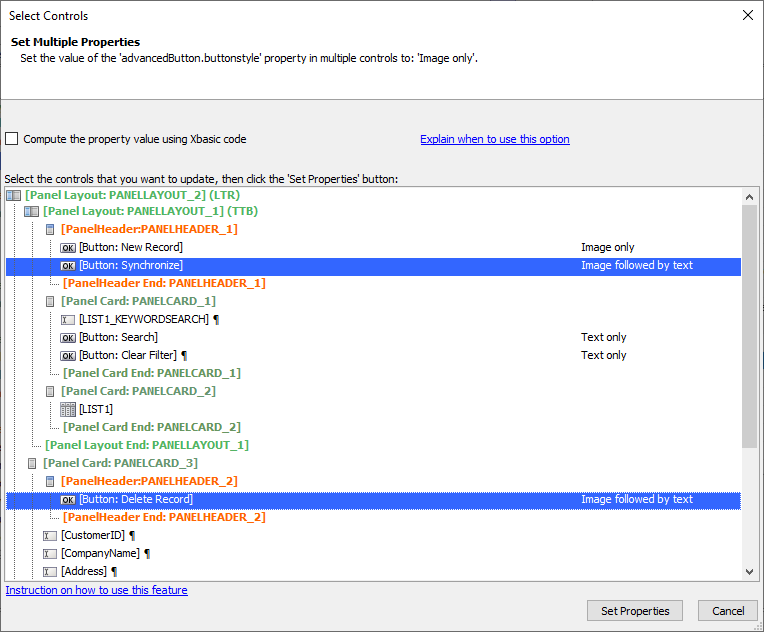 Select Controls
Set Multiple Properties
Set the value of the 'advancedButton.buttonstyle' property in multiple controls to: 'Image only'.
Compute the property value using Xbasic code
Explain when to use this option
Select the controls that you want to update, then click the 'Set Properties' button:
[Panel Layout: PANELLAYOUT_2] (LTR)
[Panel Layout: PANELLAYOUT_1] (TTB)
[PanelHeader:PANELHEADER_1]
OK [Button: New Record] Image only
OK [Button: Synchronize] Image followed by text
[PanelHeader End: PANELHEADER_1]
[Panel Card: PANELCARD_1]
[LIST1_KEYWORDSEARCH] ¶
OK [Button: Search] Text only
OK [Button: Clear Filter] ¶ Text only
[Panel Card End: PANELCARD_1]
[Panel Card: PANELCARD_2]
[LIST1]
[Panel Card End: PANELCARD_2]
[Panel Layout End: PANELLAYOUT_1]
[Panel Card: PANELCARD_3]
[PanelHeader:PANELHEADER_2]
OK [Button: Delete Record] Image followed by text
[PanelHeader End: PANELHEADER_2]
[CustomerID] ¶
[CompanyName] ¶
[Address] ¶
Instruction on how to use this feature
Set Properties
Cancel